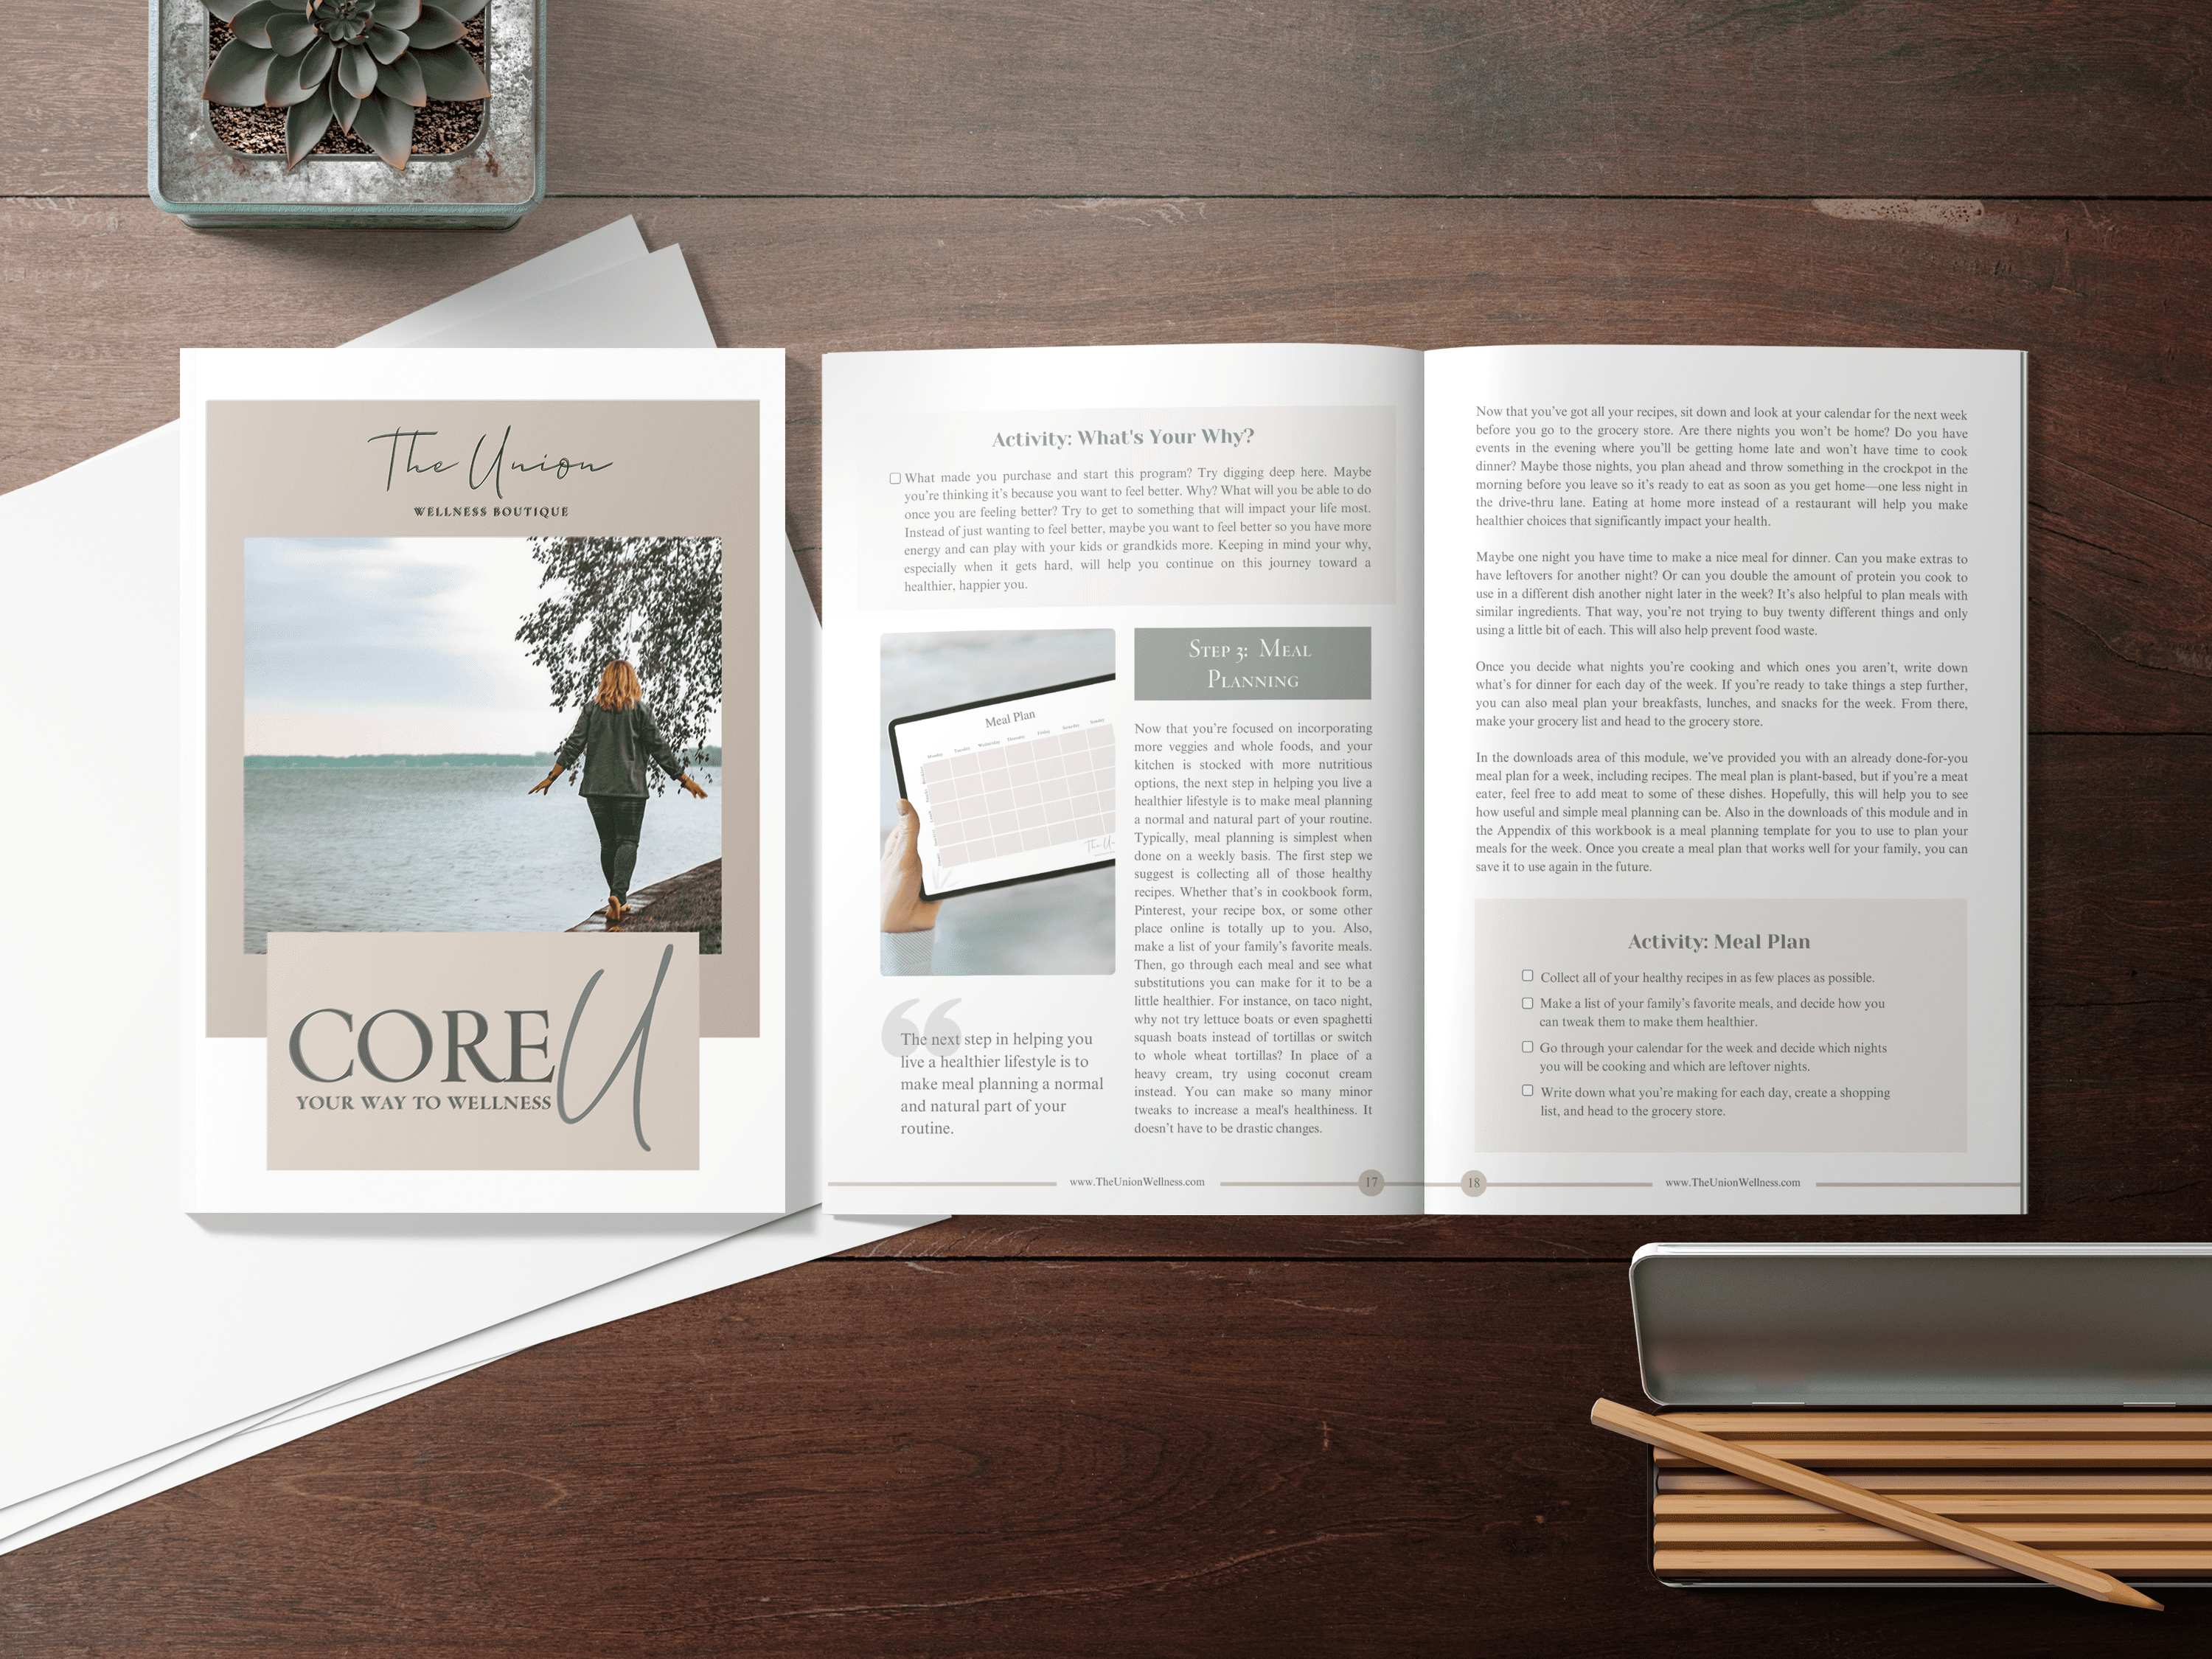 The Union
WELLNESS BOUTIQUE
CORE U
YOUR WAY TO WELLNESS
Activity: What's Your Why?
What made you purchase and start this program? Try digging deep here. Maybe
you're thinking it's because you want to feel better. Why? What will you be able to do
once you are feeling better? Try to get to something that will impact your life most.
Instead of just wanting to feel better, maybe you want to feel better so you have more
energy and can play with your kids or grandkids more. Keeping in mind your why,
especially when it gets hard, will help you continue on this journey toward a
healthier, happier you.
Meal Plan
Monday Tuesday Wednesday Thursday Friday Saturday Sunday
The Un
The next step in helping you
live a healthier lifestyle is to
make meal planning a normal
and natural part of your
routine.
Step 3: Meal
Planning
Now that you're focused on incorporating
more veggies and whole foods, and your
kitchen is stocked with more nutritious
options, the next step in helping you live a
healthier lifestyle is to make meal planning
a normal and natural part of your routine.
Typically, meal planning is simplest when
done on a weekly basis. The first step we
suggest is collecting all of those healthy
recipes. Whether that's in cookbook form,
Pinterest, your recipe box, or some other
place online is totally up to you. Also,
make a list of your family's favorite meals.
Then, go through each meal and see what
substitutions you can make for it to be a
little healthier. For instance, on taco night,
why not try lettuce boats or even spaghetti
squash boats instead of tortillas or switch
to whole wheat tortillas? In place of a
heavy cream, try using coconut cream
instead. You can make so many minor
tweaks to increase a meal's healthiness. It
doesn't have to be drastic changes.
www.TheUnionWellness.com
17
Now that you've got all your recipes, sit down and look at your calendar for the next week
before you go to the grocery store. Are there nights you won't be home? Do you have
events in the evening where you'll be getting home late and won't have time to cook
dinner? Maybe those nights, you plan ahead and throw something in the crockpot in the
morning before you leave so it's ready to eat as soon as you get home—one less night in
the drive-thru lane. Eating at home more instead of a restaurant will help you make
healthier choices that significantly impact your health.
Maybe one night you have time to make a nice meal for dinner. Can you make extras to
have leftovers for another night? Or can you double the amount of protein you cook to
use in a different dish another night later in the week? It's also helpful to plan meals with
similar ingredients. That way, you're not trying to buy twenty different things and only
using a little bit of each. This will also help prevent food waste.
Once you decide what nights you're cooking and which ones you aren't, write down
what's for dinner for each day of the week. If you're ready to take things a step further,
you can also meal plan your breakfasts, lunches, and snacks for the week. From there,
make your grocery list and head to the grocery store.
In the downloads area of this module, we've provided you with an already done-for-you
meal plan for a week, including recipes. The meal plan is plant-based, but if you're a meat
eater, feel free to add meat to some of these dishes. Hopefully, this will help you to see
how useful and simple meal planning can be. Also in the downloads of this module and in
the Appendix of this workbook is a meal planning template for you to use to plan your
meals for the week. Once you create a meal plan that works well for your family, you can
save it to use again in the future.
Activity: Meal Plan
Collect all of your healthy recipes in as few places as possible.
Make a list of your family's favorite meals, and decide how you
can tweak them to make them healthier.
Go through your calendar for the week and decide which nights
you will be cooking and which are leftover nights.
Write down what you're making for each day, create a shopping
list, and head to the grocery store.
18
www.TheUnionWellness.com